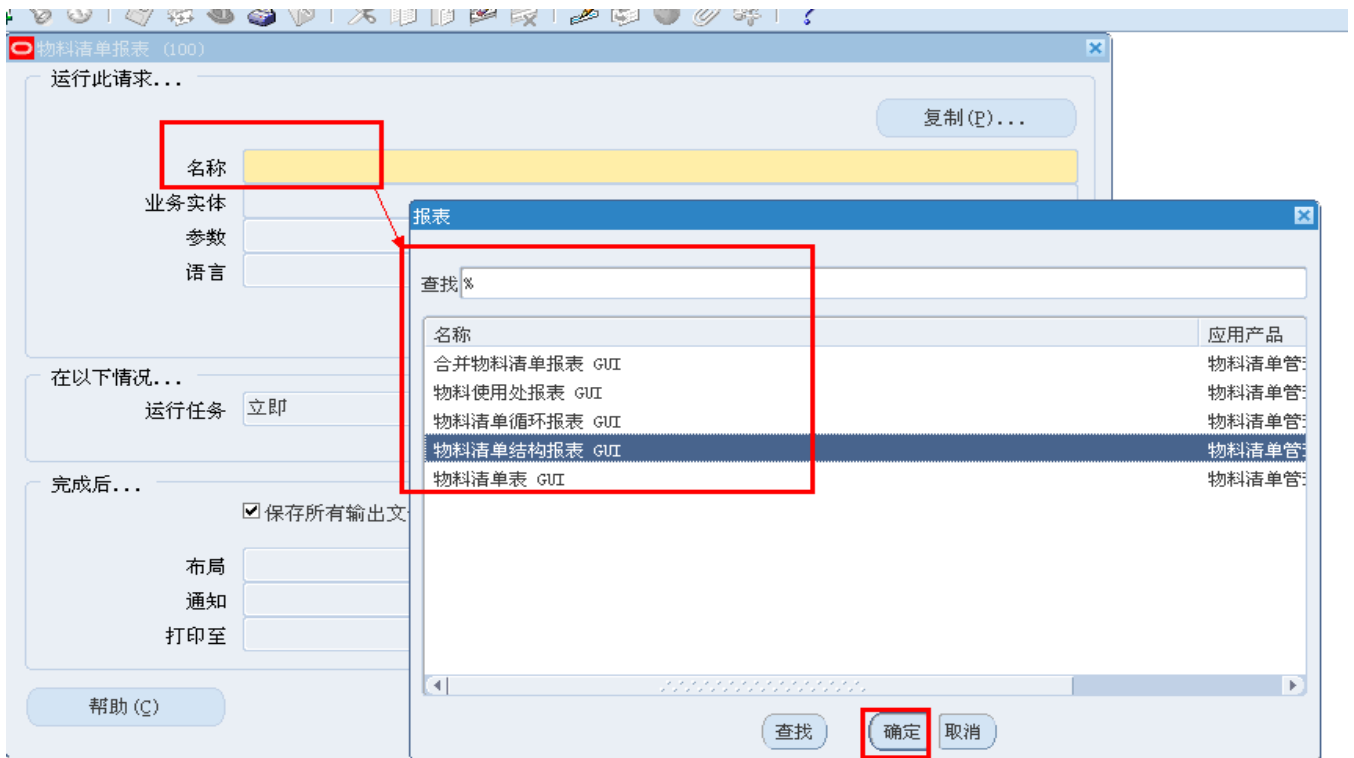 物料清单报表 (100)
运行此请求...
复制(P)...
名称
业务实体
参数
语言
在以下情况...
运行任务 立即
完成后...
保存所有输出文
布局
通知
打印至
帮助(C)
报表
查找 %
名称 应用产品
合并物料清单报表 GUI 物料清单管
物料使用处报表 GUI 物料清单管
物料清单循环报表 GUI 物料清单管
物料清单结构报表 GUI 物料清单管
物料清单表 GUI 物料清单管
查找 确定 取消